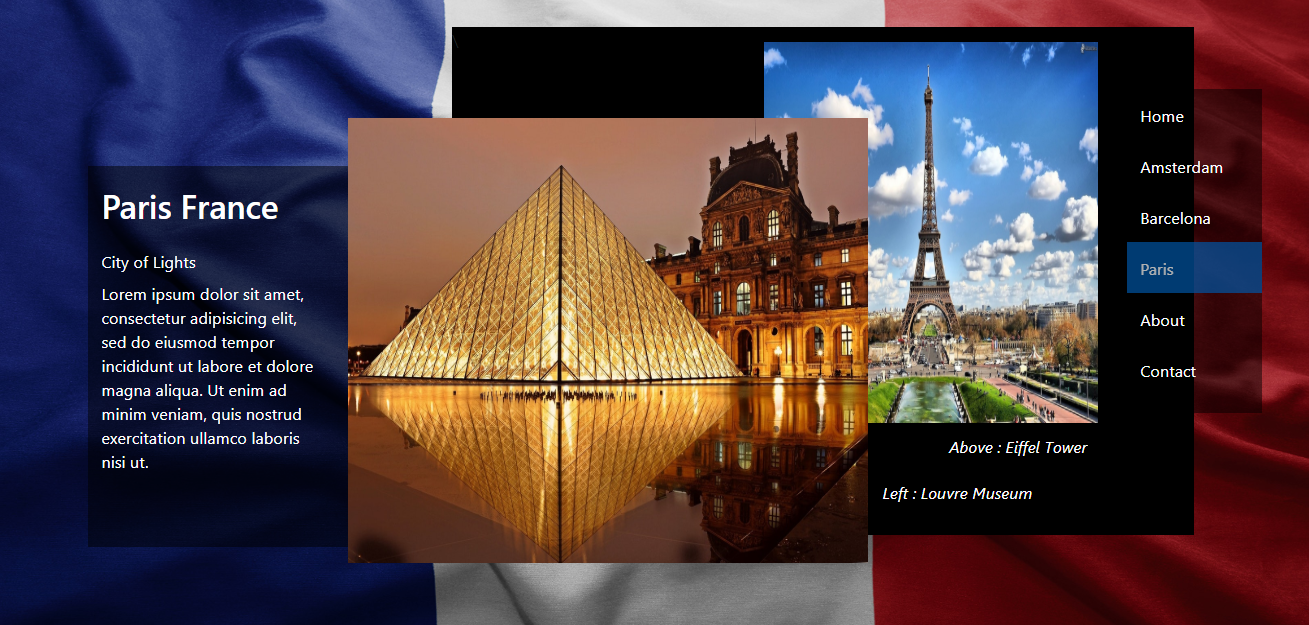 Paris France
City of Lights
Lorem ipsum dolor sit amet,
consectetur adipisicing elit,
sed do eiusmod tempor
incididunt ut labore et dolore
magna aliqua. Ut enim ad
minim veniam, quis nostrud
exercitation ullamco laboris
nisi ut.
Above : Eiffel Tower
Left : Louvre Museum
Home
Amsterdam
Barcelona
Paris
About
Contact